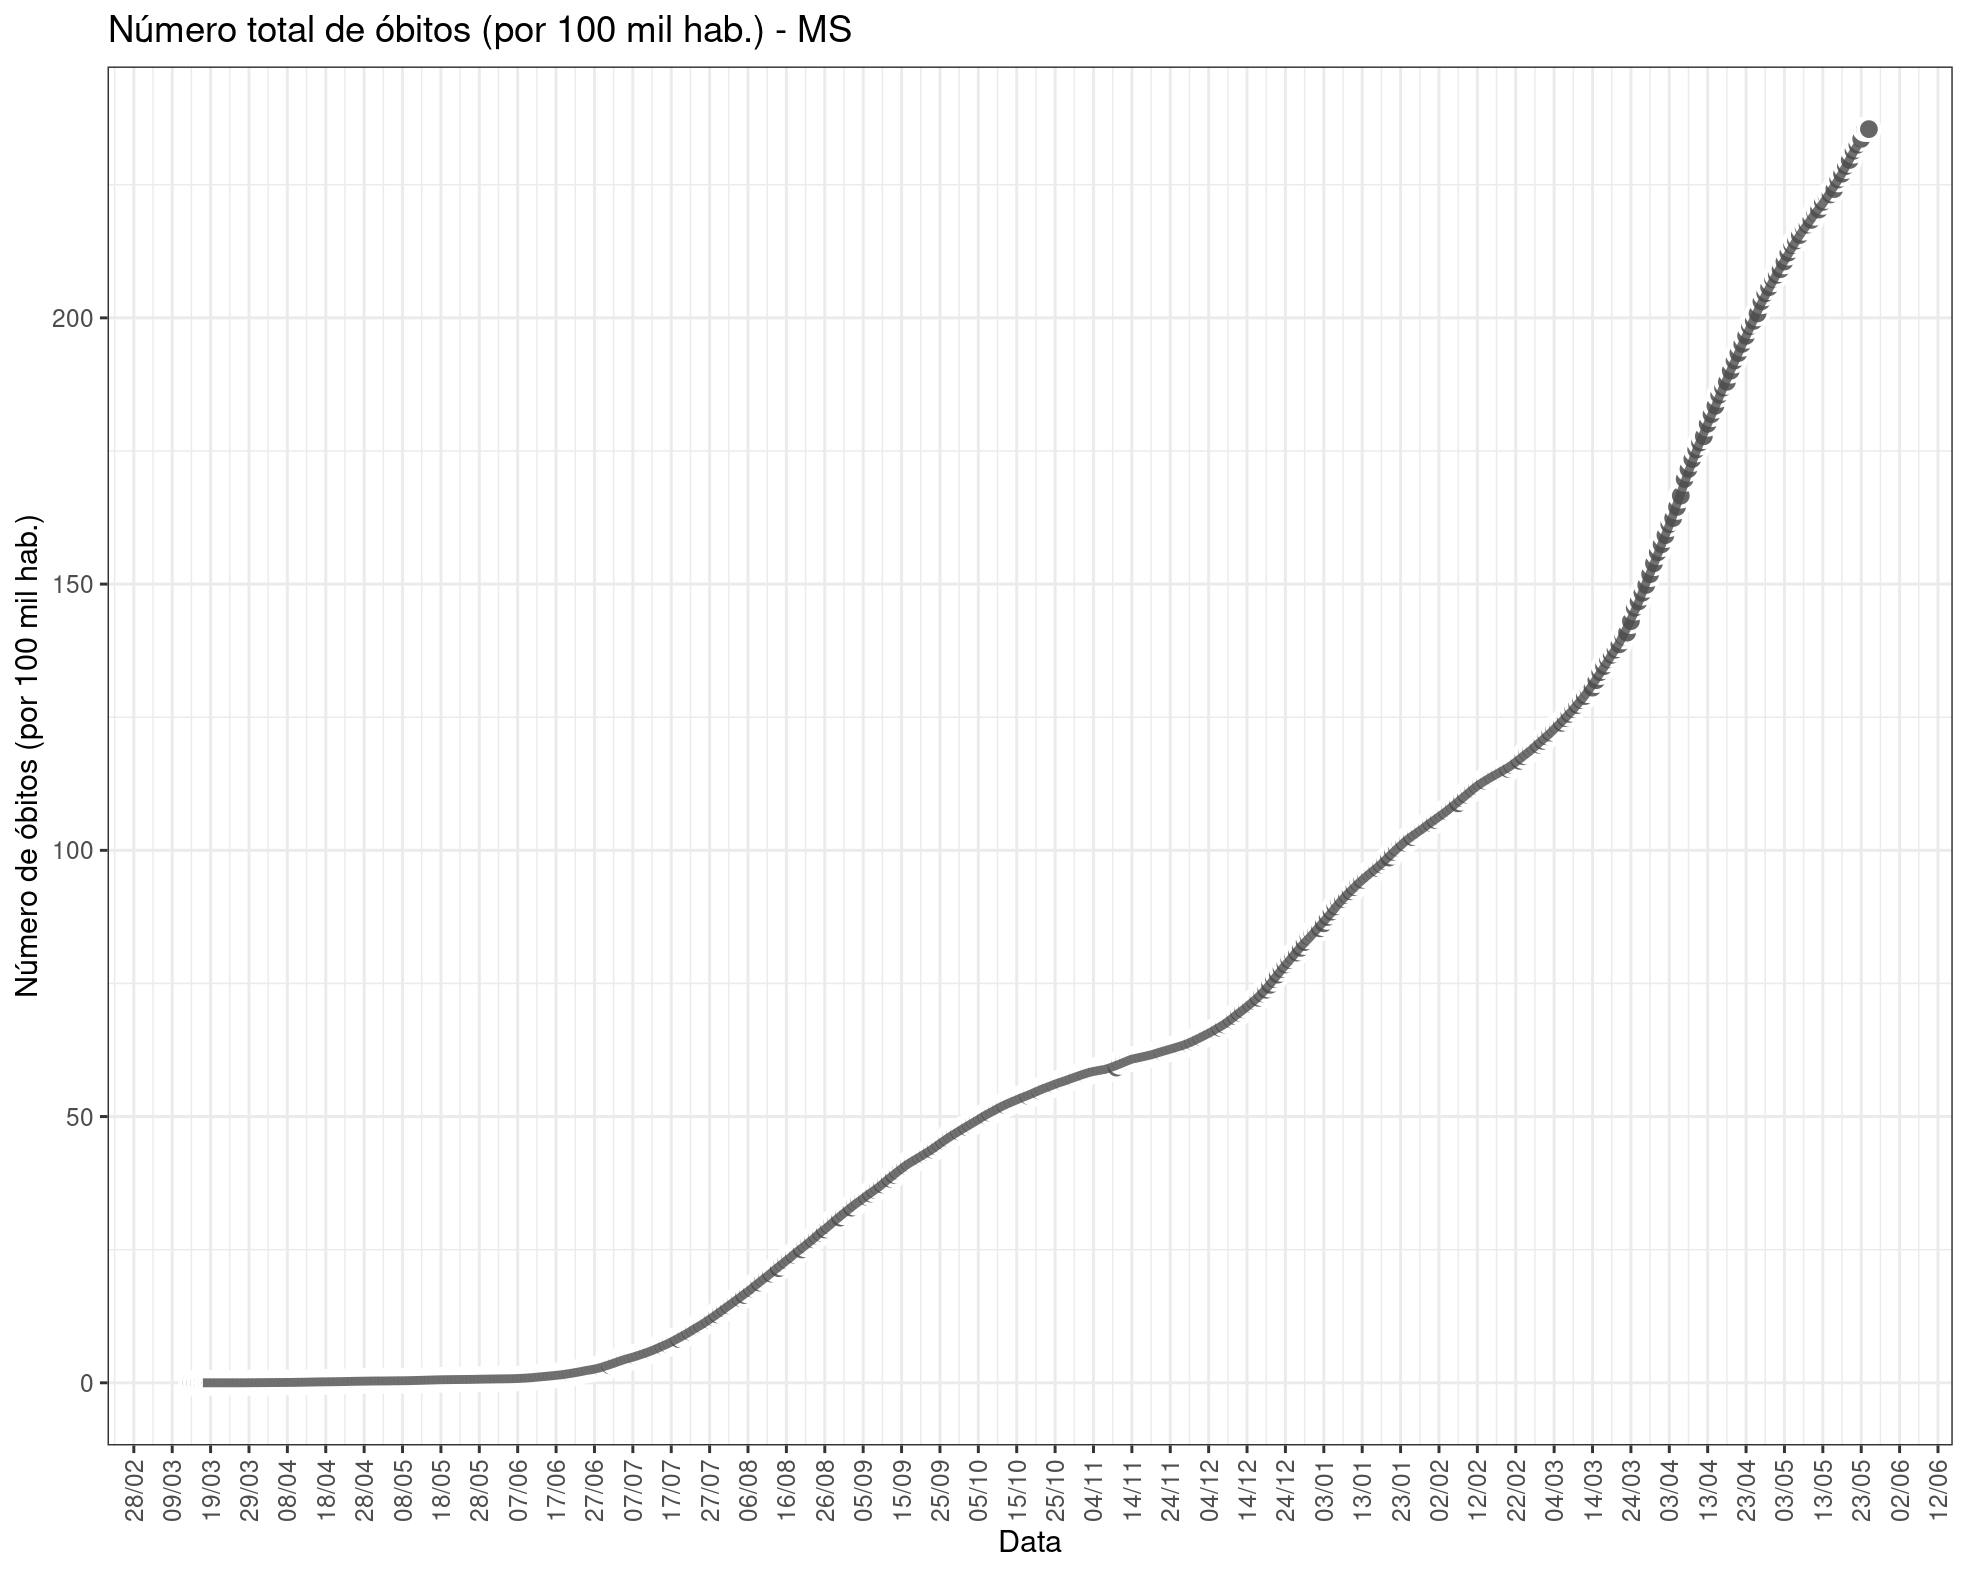 Número total de óbitos (por 100 mil hab.) - MS
Número de óbitos (por 100 mil hab.)
200
150
100
50
0
28/02 09/03 19/03 29/03 08/04 18/04 28/04 08/05 18/05 28/05 07/06 17/06 27/06 07/07 17/07 27/07 06/08 16/08 26/08 05/09 15/09 25/09 05/10 15/10 25/10 04/11 14/11 24/11 04/12 14/12 24/12 03/01 13/01 23/01 02/02 12/02 22/02 04/03 14/03 24/03 03/04 13/04 23/04 03/05 13/05 23/05 02/06 12/06
Data